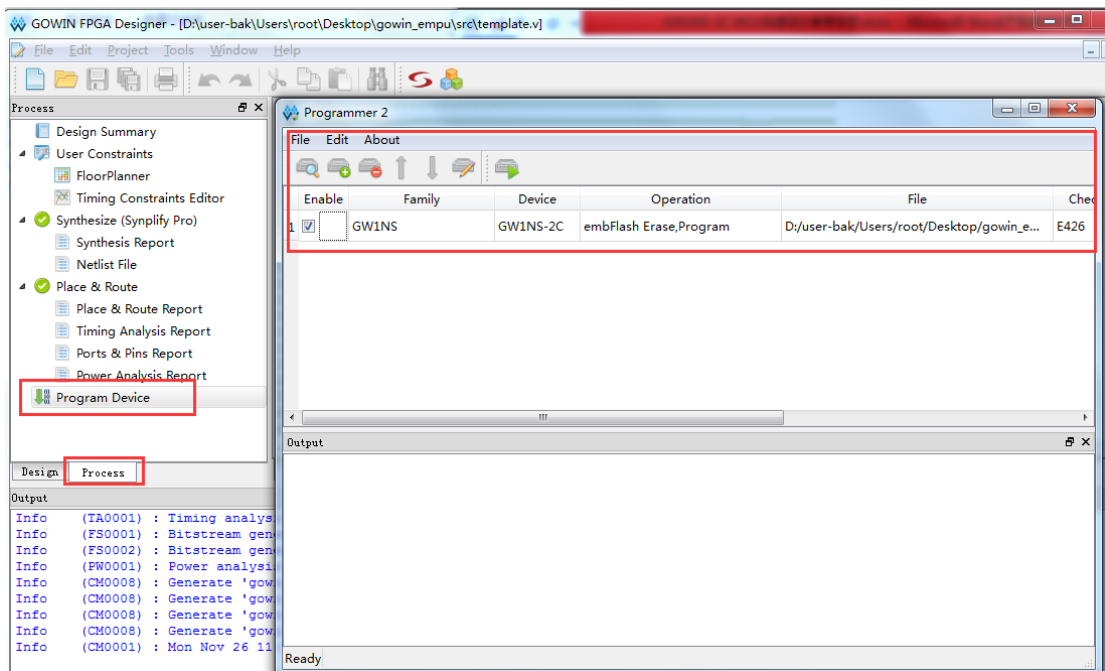 GOWIN FPGA Designer - [D:\user-bak\Users\root\Desktop\gowin_empu\src\template.v]
File Edit Project Tools Window Help
Process
Design Summary
User Constraints
FloorPlanner
Timing Constraints Editor
Synthesize (Synplify Pro)
Synthesis Report
Netlist File
Place & Route
Place & Route Report
Timing Analysis Report
Ports & Pins Report
Power Analysis Report
Program Device
Design Process
Output
Info (TA0001) : Timing analys
Info (FS0001) : Bitstream gen
Info (FS0002) : Bitstream gen
Info (PW0001) : Power analysi
Info (CM0008) : Generate 'gow
Info (CM0008) : Generate 'gow
Info (CM0008) : Generate 'gow
Info (CM0008) : Generate 'gow
Info (CM0001) : Mon Nov 26 11
Programmer 2
File Edit About
Enable Family Device Operation File Chec
1 GW1NS GW1NS-2C embFlash Erase,Program D:/user-bak/Users/root/Desktop/gowin_e... E426
Output
Ready